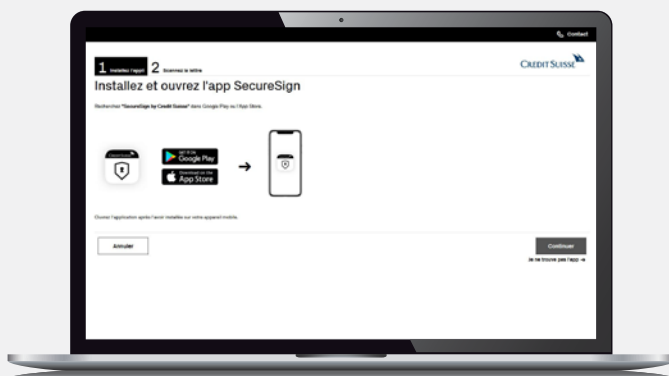 Contact
1 Installez l'app 2 Scannez la lettre
CREDIT SUISSE
Installez et ouvrez l'app SecureSign
Recherchez "SecureSign by Credit Suisse" dans Google Play ou l'App Store.
GET IT ON
Google Play
Download on the
App Store
Ouvrez l'application après l'avoir installée sur votre appareil mobile.
Annuler
Continuer
Je ne trouve pas l'app →